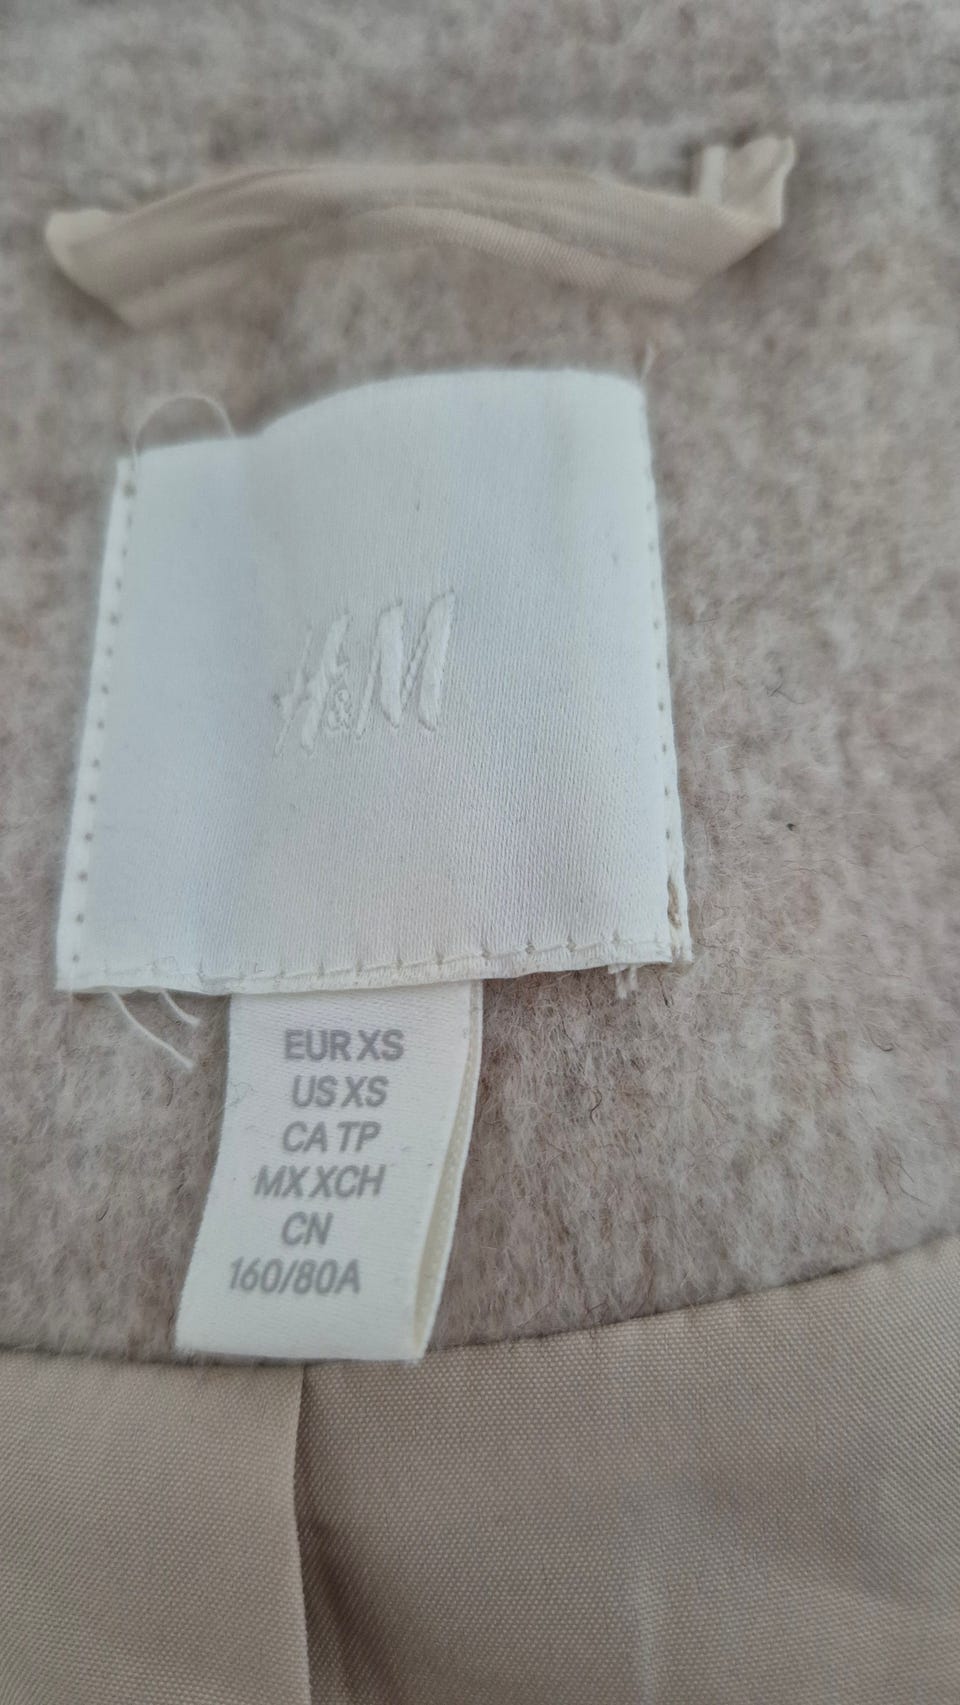 H&M
EUR XS
US XS
CA TP
MX XCH
CN
160/80A